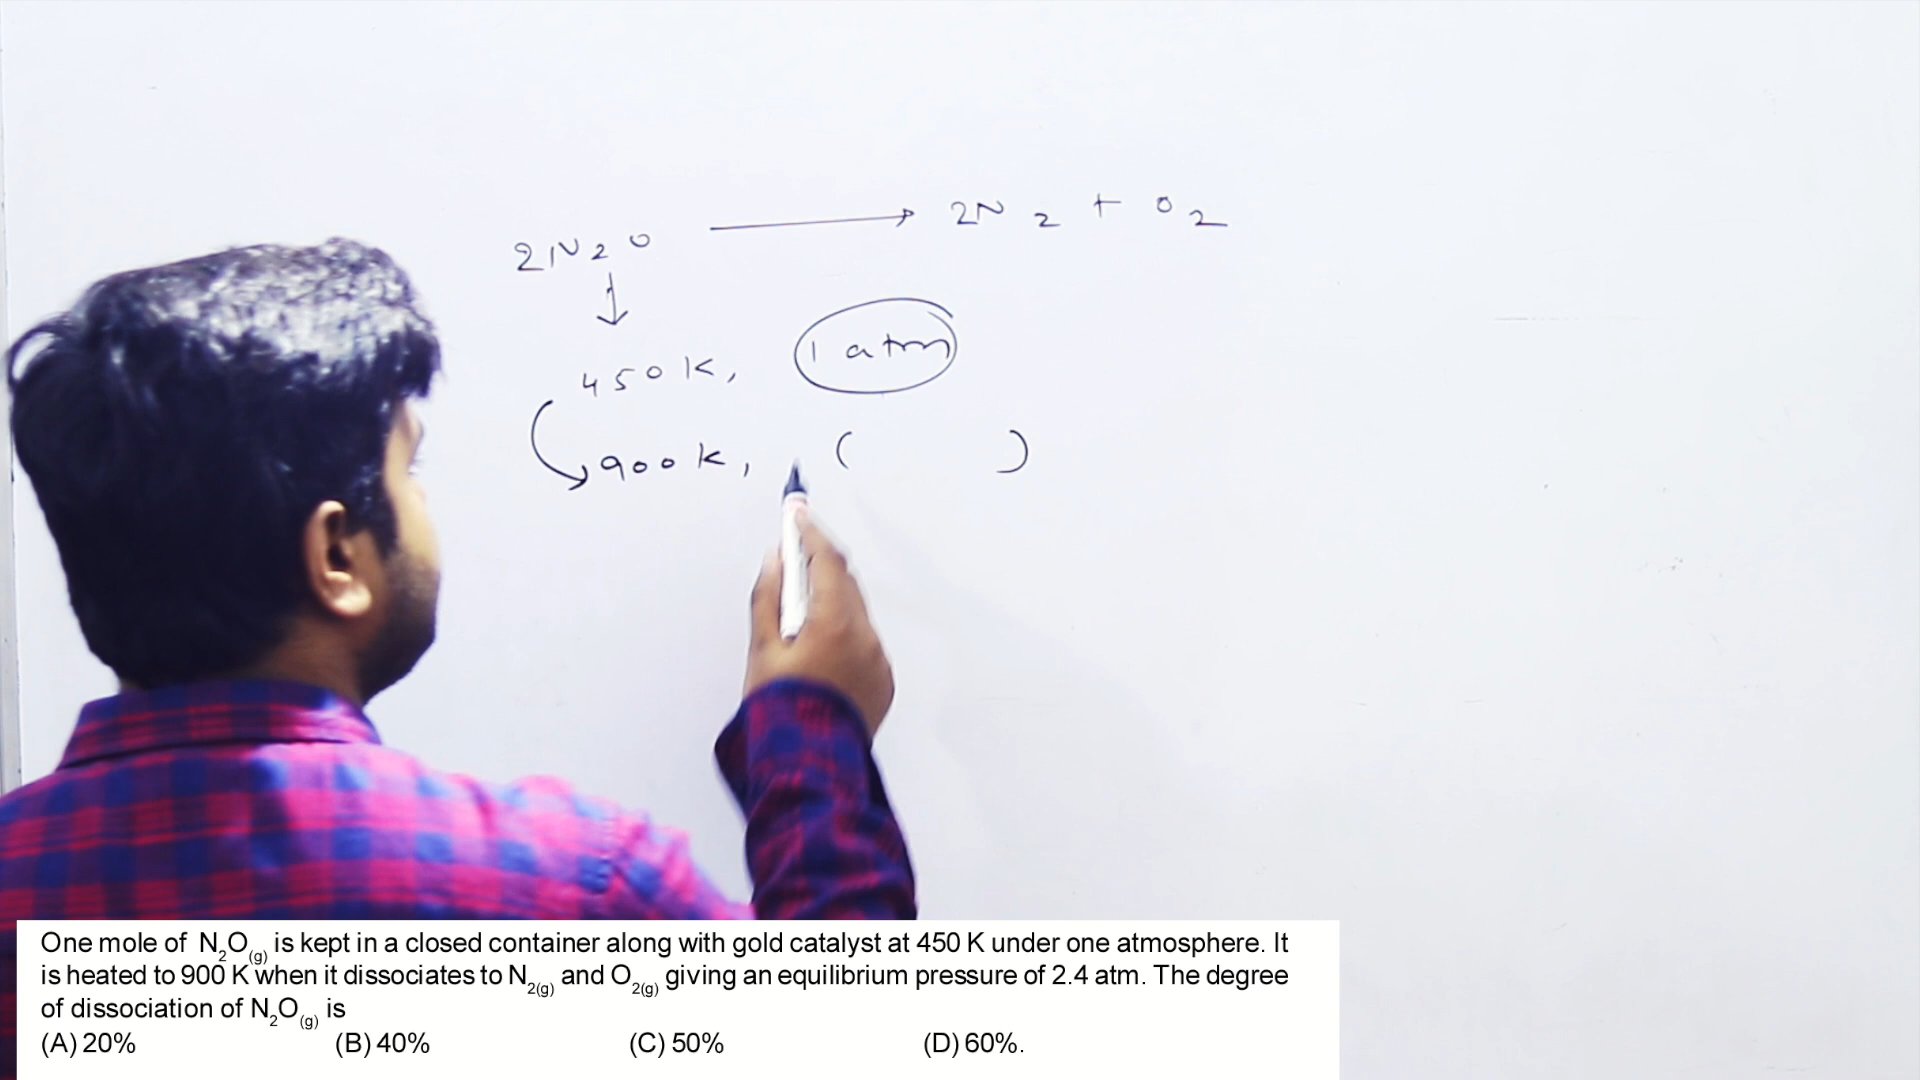 2N₂O ⟶ 2N₂ + O₂
↓
450K, 1 atm
900K, ( )
One mole of N₂O₍g₎ is kept in a closed container along with gold catalyst at 450 K under one atmosphere. It
is heated to 900 K when it dissociates to N₂₍g₎ and O₂₍g₎ giving an equilibrium pressure of 2.4 atm. The degree
of dissociation of N₂O₍g₎ is
(A) 20% (B) 40% (C) 50% (D) 60%.